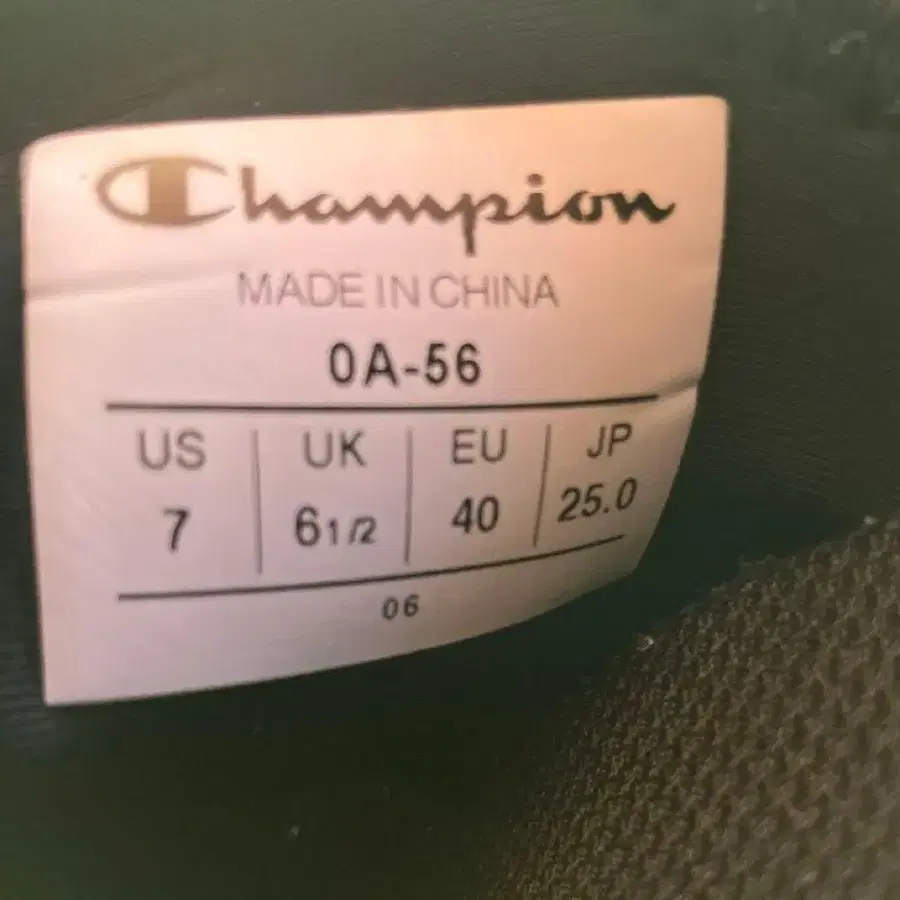 Champion
MADE IN CHINA
0A-56
US UK EU JP
7 6 1/2 40 25.0
06